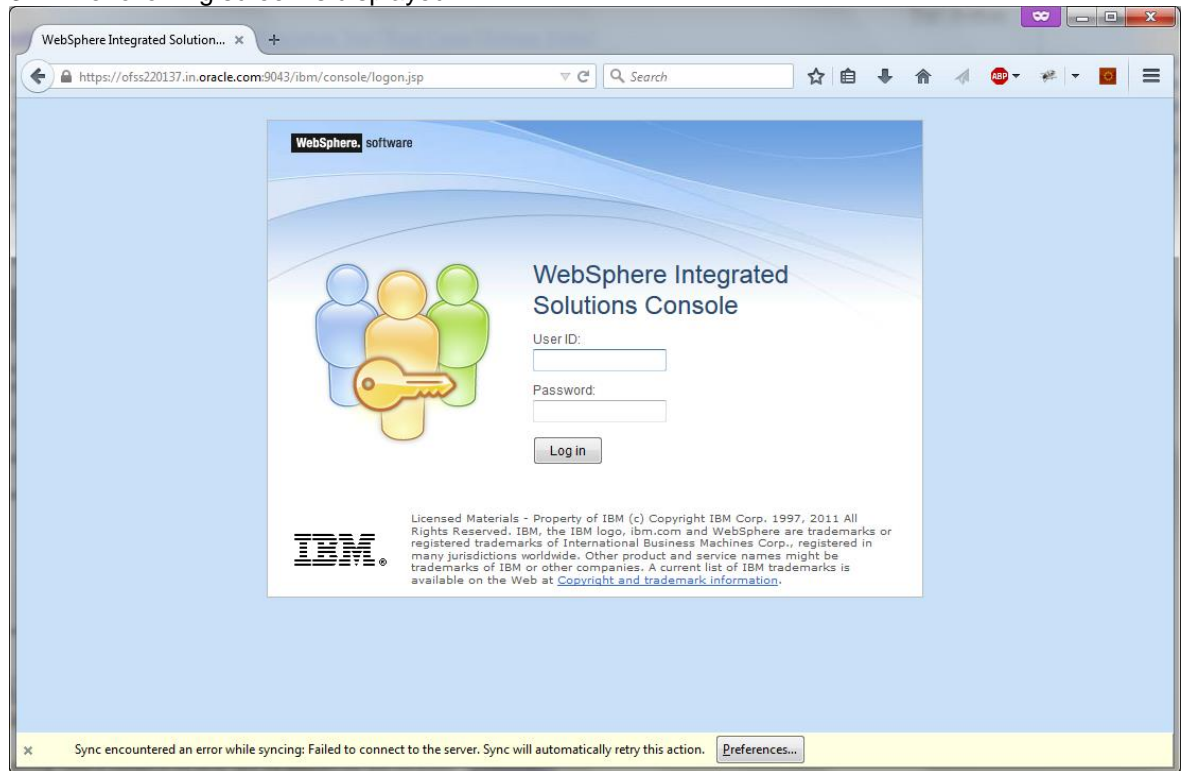 WebSphere Integrated Solution... × +
https://ofss220137.in.oracle.com:9043/ibm/console/logon.jsp Search ABP
WebSphere. software
WebSphere Integrated
Solutions Console
User ID:
Password:
Log in
IBM®
Licensed Materials - Property of IBM (c) Copyright IBM Corp. 1997, 2011 All
Rights Reserved. IBM, the IBM logo, ibm.com and WebSphere are trademarks or
registered trademarks of International Business Machines Corp., registered in
many jurisdictions worldwide. Other product and service names might be
trademarks of IBM or other companies. A current list of IBM trademarks is
available on the Web at Copyright and trademark information.
× Sync encountered an error while syncing: Failed to connect to the server. Sync will automatically retry this action. Preferences...